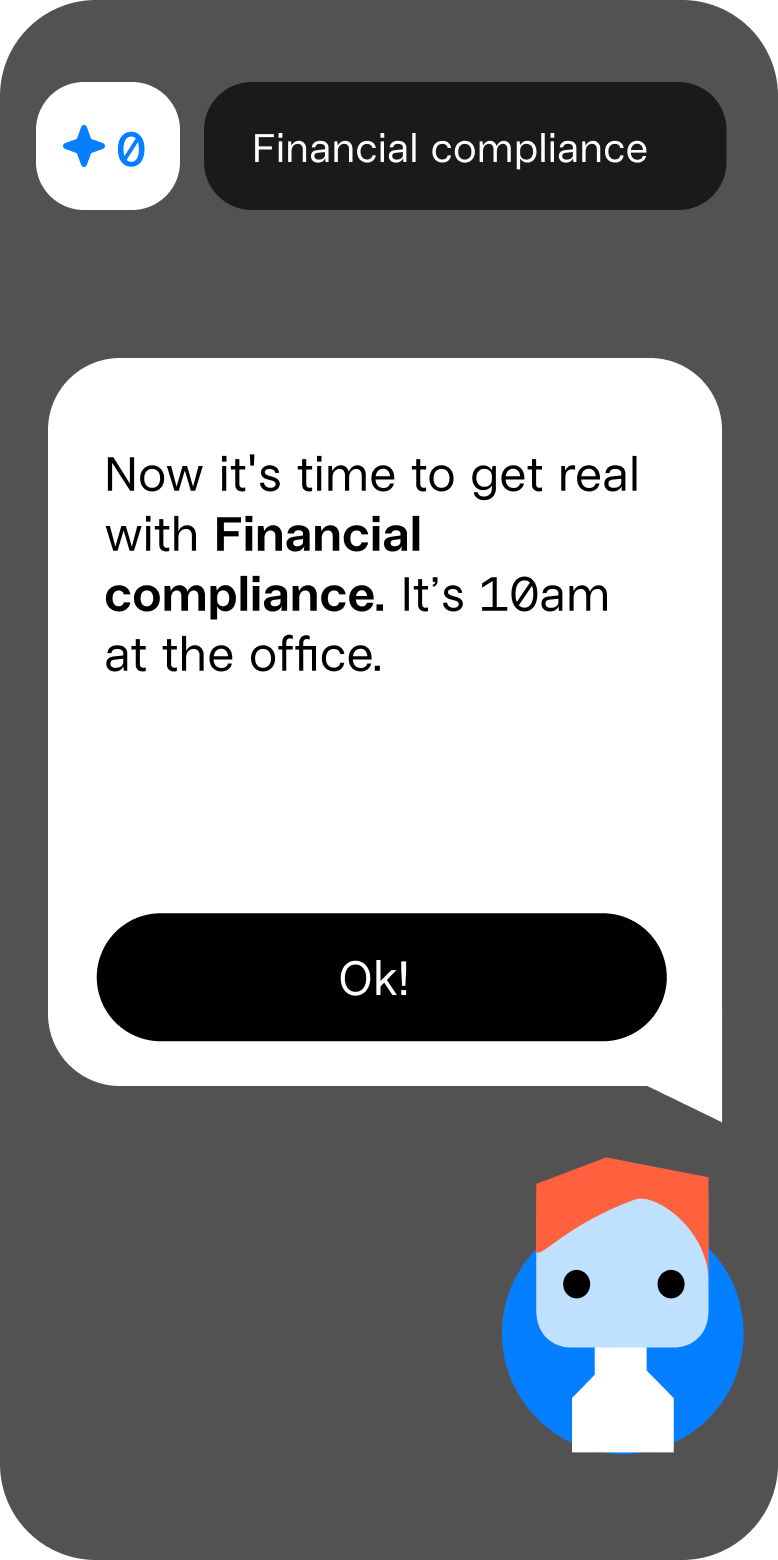 0
Financial compliance
Now it's time to get real
with Financial
compliance. It’s 10am
at the office.
Ok!